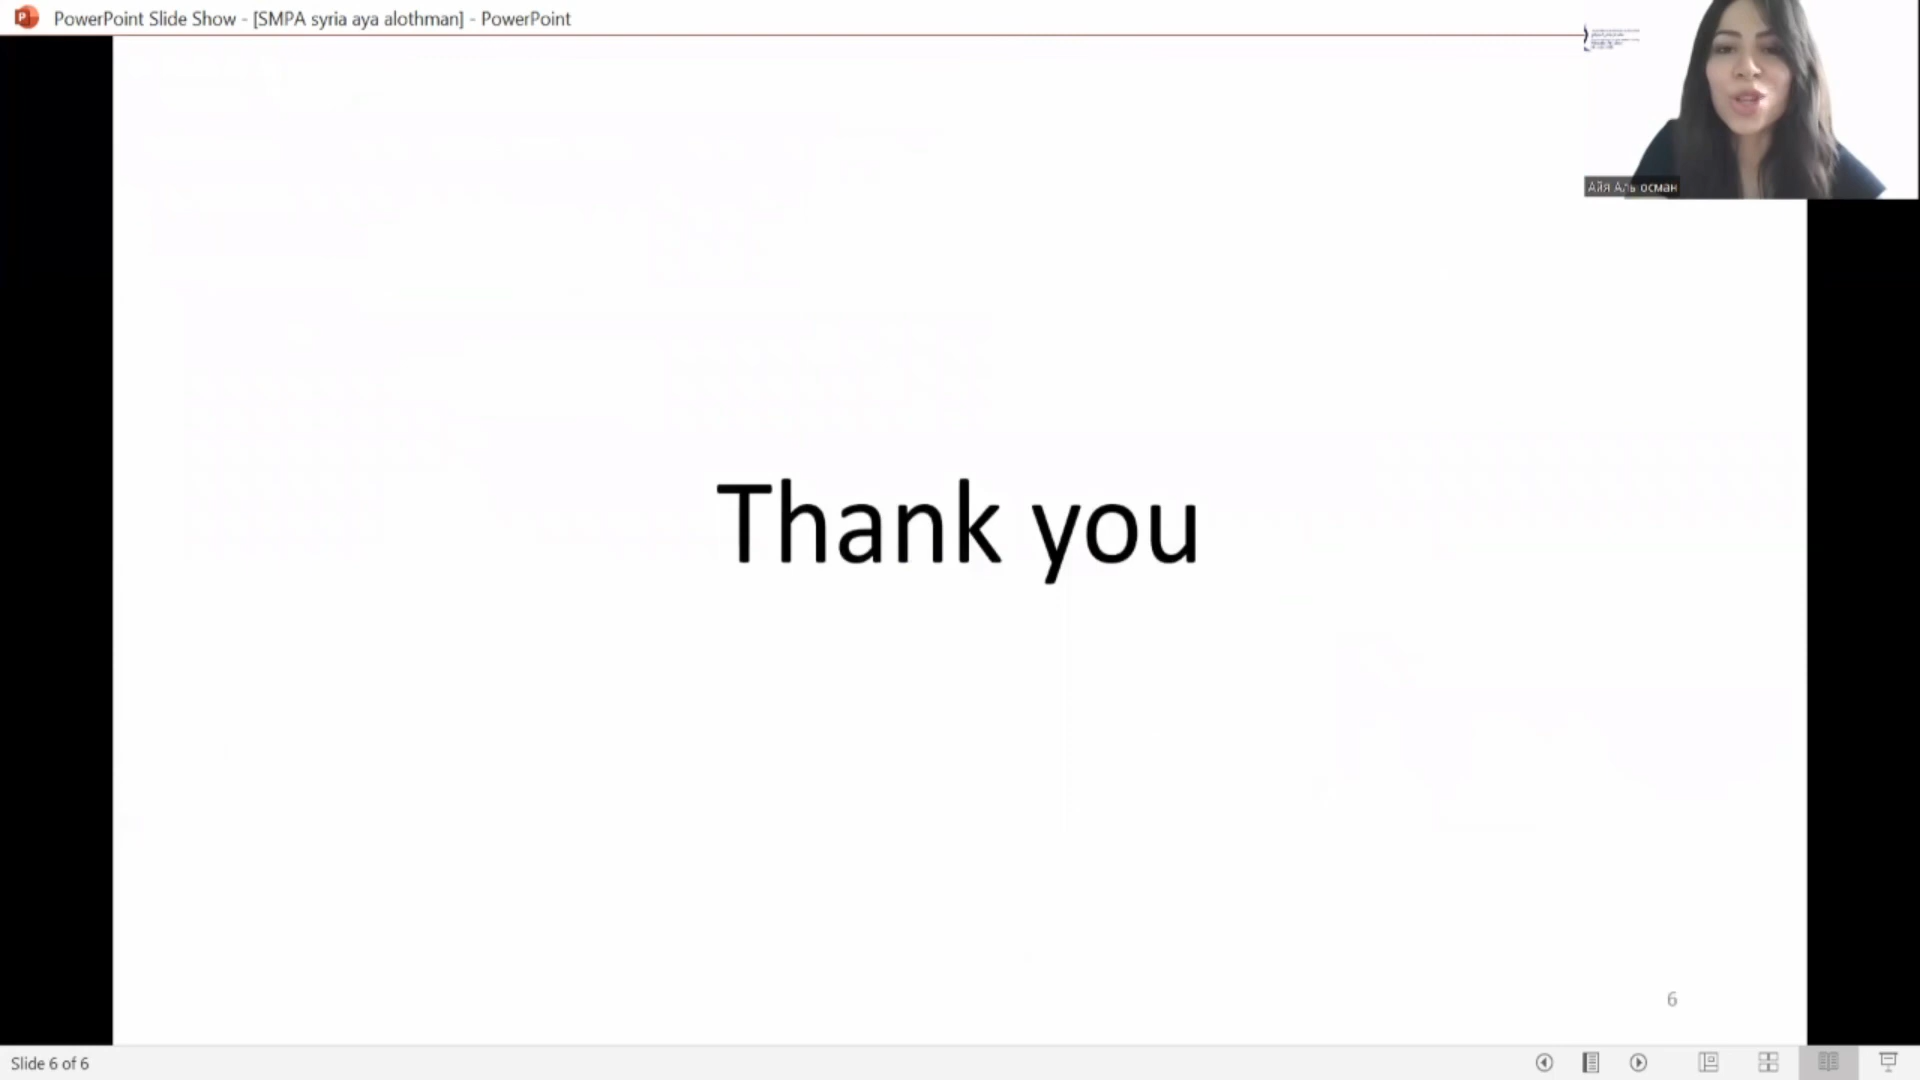 PowerPoint Slide Show - [SMPA syria aya alothman] - PowerPoint
Айя Аль осман
Thank you
6
Slide 6 of 6